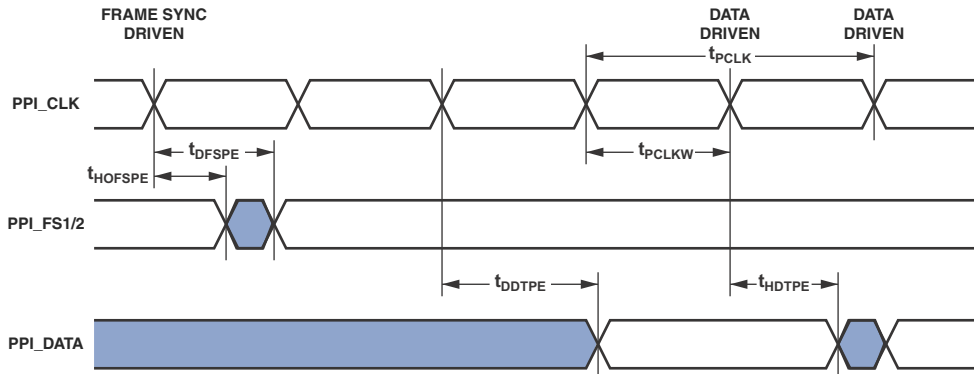 FRAME SYNC
DRIVEN
DATA
DRIVEN
DATA
DRIVEN
tPCLK
PPI_CLK
tDFSPE
tPCLKW
tHOFSPE
PPI_FS1/2
tDDTPE
tHDTPE
PPI_DATA